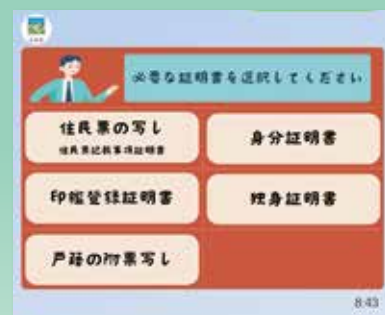 必要な証明書を選択してください
住民票の写し
住民票記載事項証明書
身分証明書
印鑑登録証明書
独身証明書
戸籍の附票写し
8:43